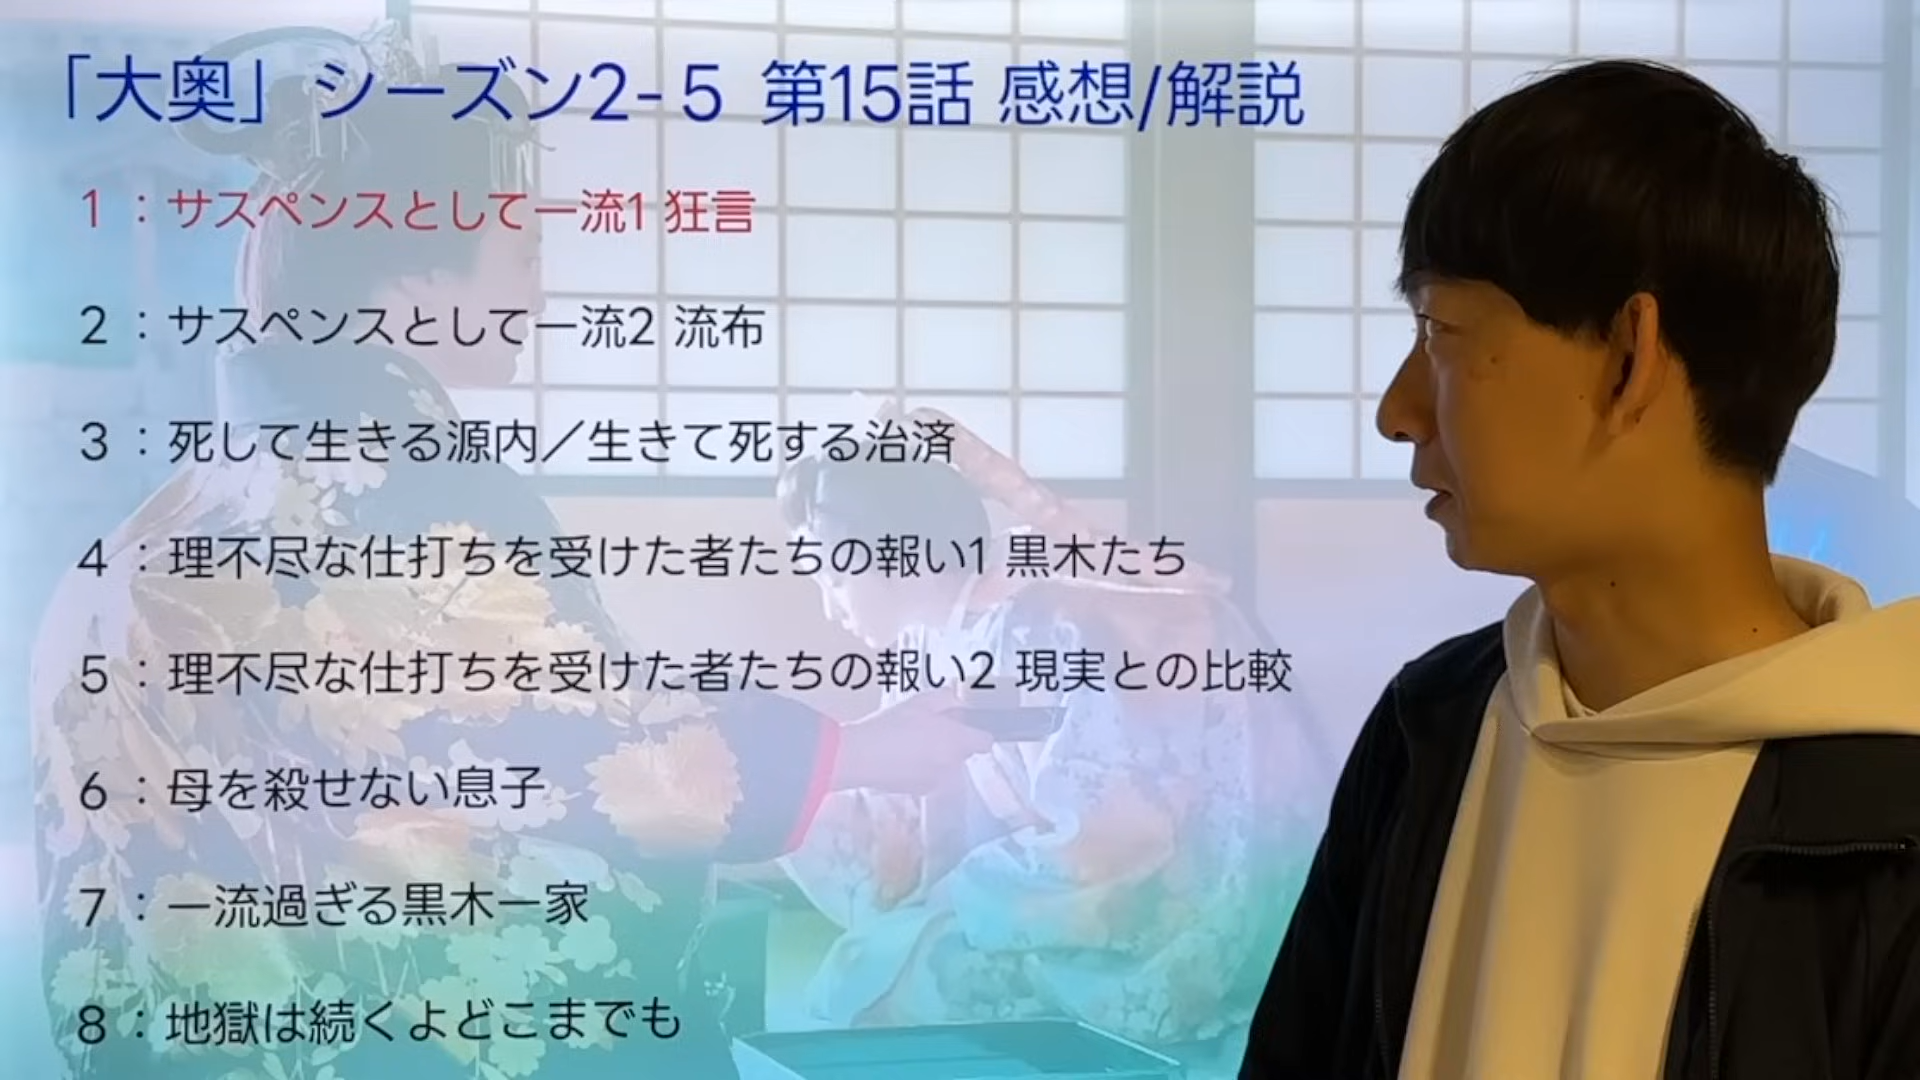 「大奥」シーズン2-5 第15話 感想/解説
1：サスペンスとして一流1 狂言
2：サスペンスとして一流2 流布
3：死して生きる源内／生きて死する治済
4：理不尽な仕打ちを受けた者たちの報い1 黒木たち
5：理不尽な仕打ちを受けた者たちの報い2 現実との比較
6：母を殺せない息子
7：一流過ぎる黒木一家
8：地獄は続くよどこまでも